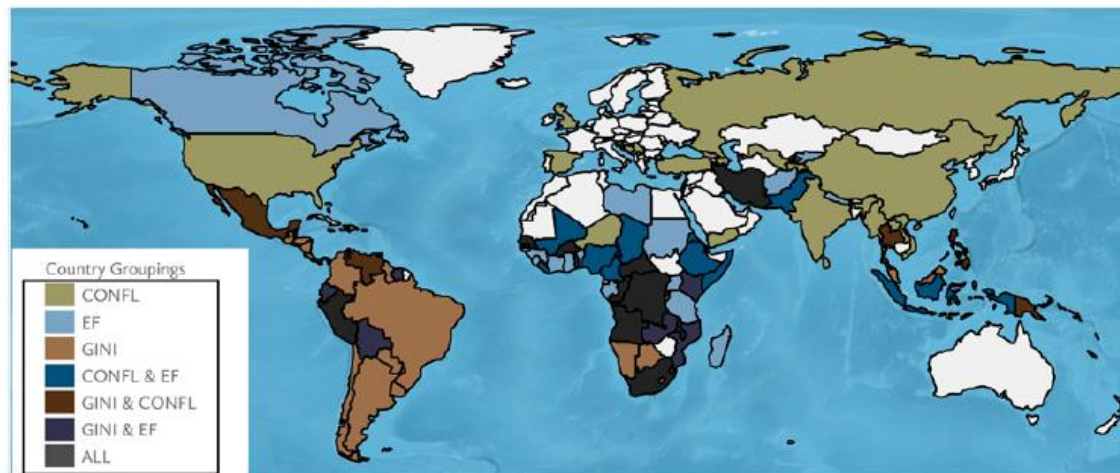 Country Groupings
CONFL
EF
GINI
CONFL & EF
GINI & CONFL
GINI & EF
ALL